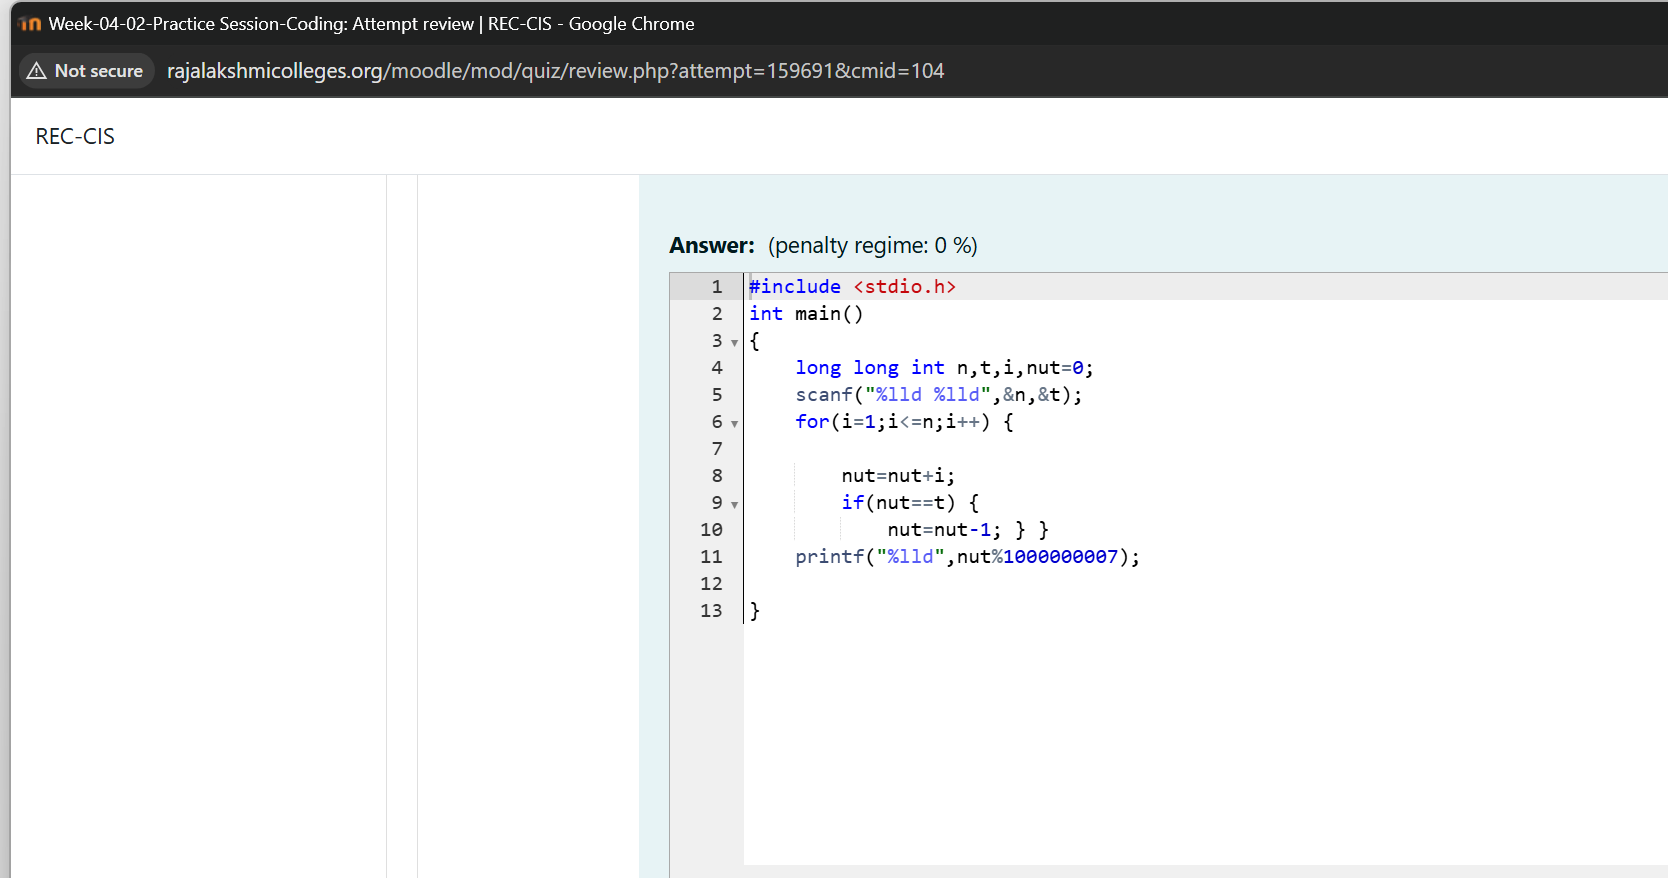 Week-04-02-Practice Session-Coding: Attempt review | REC-CIS - Google Chrome
Not secure rajalakshmicolleges.org/moodle/mod/quiz/review.php?attempt=159691&cmid=104
REC-CIS
Answer: (penalty regime: 0 %)
1 #include <stdio.h>
2 int main()
3 {
4     long long int n,t,i,nut=0;
5     scanf("%lld %lld",&n,&t);
6     for(i=1;i<=n;i++) {
7
8         nut=nut+i;
9         if(nut==t) {
10             nut=nut-1; } }
11     printf("%lld",nut%1000000007);
12
13 }